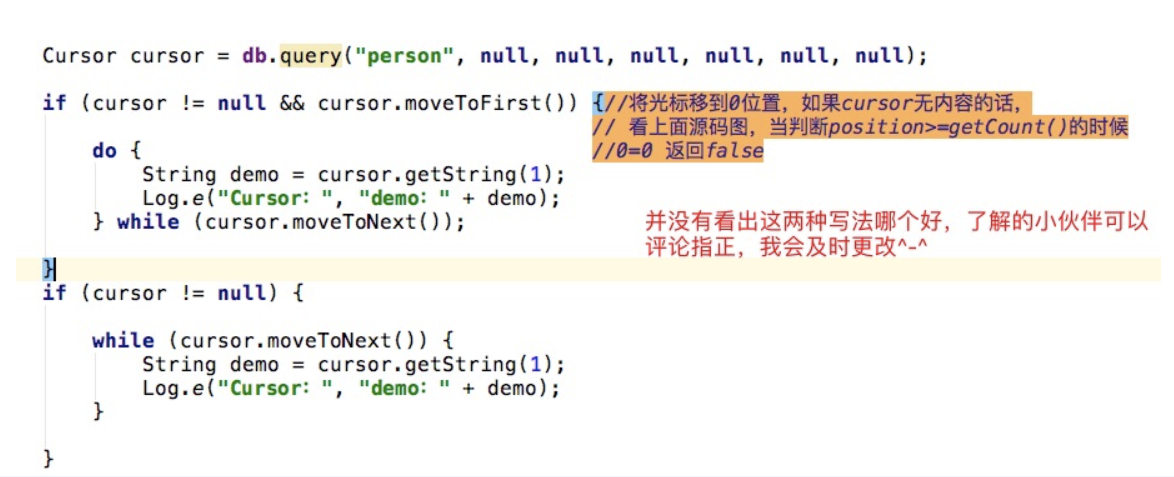 Cursor cursor = db.query("person", null, null, null, null, null, null);
if (cursor != null && cursor.moveToFirst()) {//将光标移到0位置，如果cursor无内容的话，
// 看上面源码图，当判断position>=getCount()的时候
do {
//0=0 返回false
String demo = cursor.getString(1);
Log.e("Cursor: ", "demo: " + demo);
} while (cursor.moveToNext());
并没有看出这两种写法哪个好，了解的小伙伴可以
评论指正，我会及时更改^-^
}
if (cursor != null) {
while (cursor.moveToNext()) {
String demo = cursor.getString(1);
Log.e("Cursor: ", "demo: " + demo);
}
}